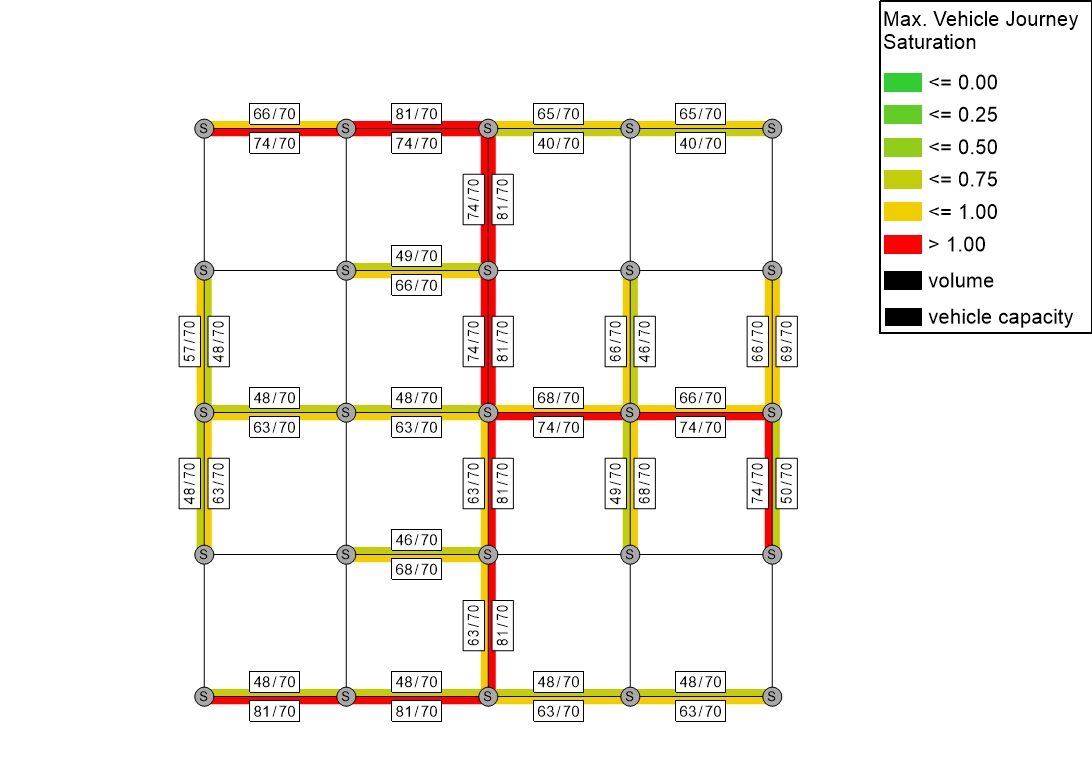 Max. Vehicle Journey
Saturation
<= 0.00
<= 0.25
<= 0.50
<= 0.75
<= 1.00
> 1.00
volume
vehicle capacity
66/70 81/70 65/70 65/70
S S S S S
74/70 74/70 40/70 40/70
74/70 81/70
49/70
S S S S S
66/70
57/70 48/70 74/70 81/70 66/70 46/70 66/70 69/70
48/70 48/70 68/70 66/70
S S S S S
63/70 63/70 74/70 74/70
48/70 63/70 63/70 81/70 49/70 68/70 74/70 50/70
46/70
S S S S S
68/70
63/70 81/70
48/70 48/70 48/70 48/70
S S S S S
81/70 81/70 63/70 63/70